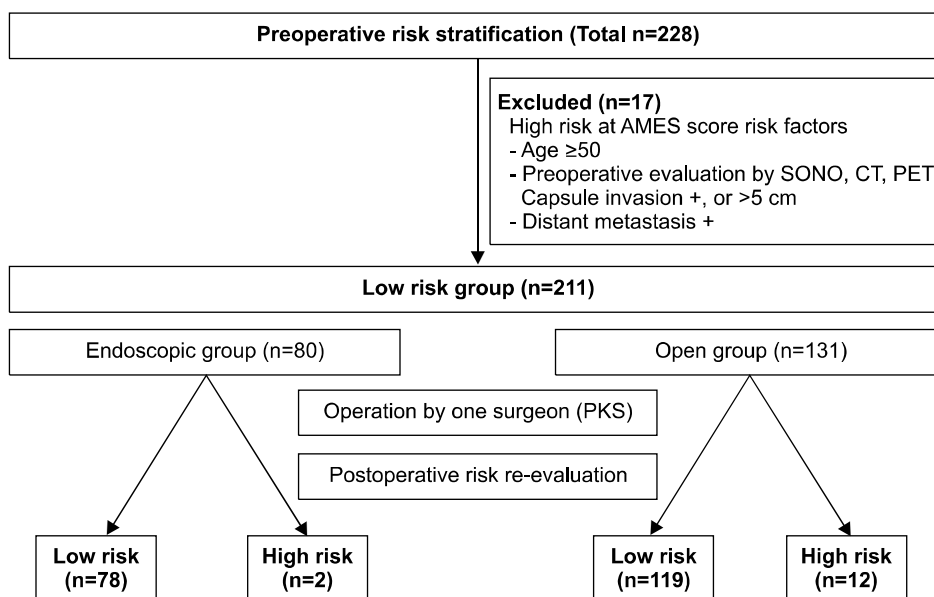 Preoperative risk stratification (Total n=228)
Excluded (n=17)
High risk at AMES score risk factors
- Age ≥50
- Preoperative evaluation by SONO, CT, PET
Capsule invasion +, or >5 cm
- Distant metastasis +
Low risk group (n=211)
Endoscopic group (n=80)
Open group (n=131)
Operation by one surgeon (PKS)
Postoperative risk re-evaluation
Low risk
(n=78)
High risk
(n=2)
Low risk
(n=119)
High risk
(n=12)